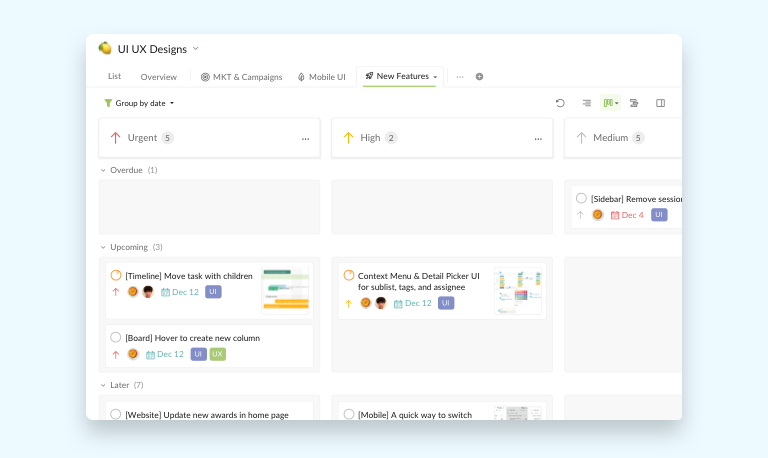 UI UX Designs
List
Overview
MKT & Campaigns
Mobile UI
New Features
Group by date
Urgent 5
High 2
Medium 5
Overdue (1)
[Sidebar] Remove session
Dec 4 UI
Upcoming (3)
[Timeline] Move task with children
Dec 12 UI
Context Menu & Detail Picker UI
for sublist, tags, and assignee
Dec 12 UI
[Board] Hover to create new column
Dec 12 UI UX
Later (7)
[Website] Update new awards in home page
[Mobile] A quick way to switch